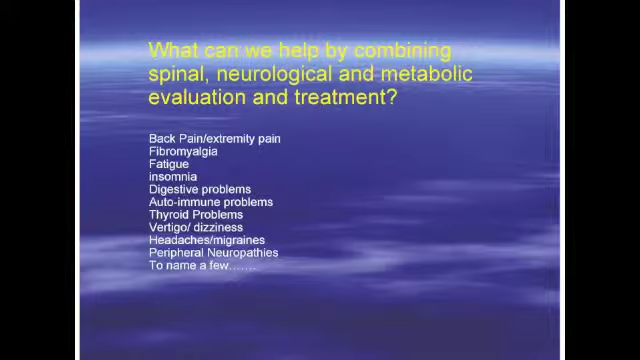 What can we help by combining
spinal, neurological and metabolic
evaluation and treatment?
Back Pain/extremity pain
Fibromyalgia
Fatigue
insomnia
Digestive problems
Auto-immune problems
Thyroid Problems
Vertigo/ dizziness
Headaches/migraines
Peripheral Neuropathies
To name a few…….